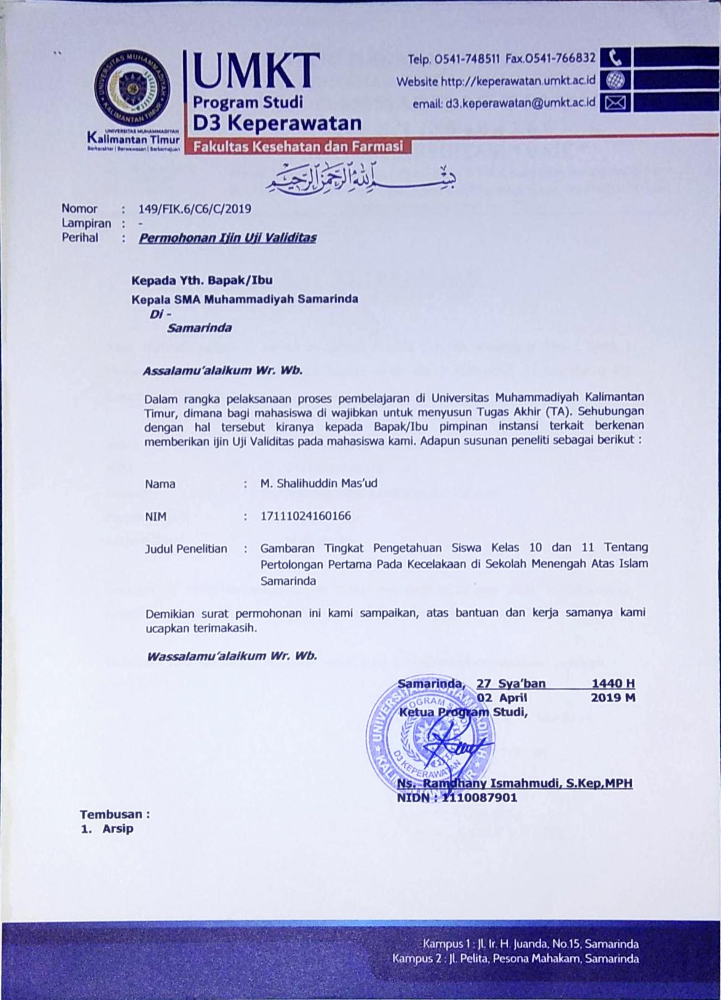 UNIVERSITAS MUHAMMADIYAH
KALIMANTAN TIMUR
UNIVERSITAS MUHAMMADIYAH
Kalimantan Timur
Berkarakter | Berwawasan | Berkemajuan
UMKT
Program Studi
D3 Keperawatan
Fakultas Kesehatan dan Farmasi
Telp. 0541-748511 Fax.0541-766832
Website http://keperawatan.umkt.ac.id
email: d3.keperawatan@umkt.ac.id
بِسْمِ اللهِ الرَّحْمٰنِ الرَّحِيْمِ
Nomor : 149/FIK.6/C6/C/2019
Lampiran : -
Perihal : Permohonan Ijin Uji Validitas
Kepada Yth. Bapak/Ibu
Kepala SMA Muhammadiyah Samarinda
Di -
Samarinda
Assalamu'alaikum Wr. Wb.
Dalam rangka pelaksanaan proses pembelajaran di Universitas Muhammadiyah Kalimantan
Timur, dimana bagi mahasiswa di wajibkan untuk menyusun Tugas Akhir (TA). Sehubungan
dengan hal tersebut kiranya kepada Bapak/Ibu pimpinan instansi terkait berkenan
memberikan ijin Uji Validitas pada mahasiswa kami. Adapun susunan peneliti sebagai berikut :
Nama : M. Shalihuddin Mas'ud
NIM : 17111024160166
Judul Penelitian : Gambaran Tingkat Pengetahuan Siswa Kelas 10 dan 11 Tentang
Pertolongan Pertama Pada Kecelakaan di Sekolah Menengah Atas Islam
Samarinda
Demikian surat permohonan ini kami sampaikan, atas bantuan dan kerja samanya kami
ucapkan terimakasih.
Wassalamu'alaikum Wr. Wb.
Samarinda, 27 Sya'ban 1440 H
02 April 2019 M
Ketua Program Studi,
UNIVERSITAS MUHAMMADIYAH
PROGRAM STUDI
D3 KEPERAWATAN
KALIMANTAN TIMUR
Ns. Ramdhany Ismahmudi, S.Kep,MPH
NIDN : 1110087901
Tembusan :
1. Arsip
Kampus 1 : Jl. Ir. H. Juanda, No.15, Samarinda
Kampus 2 : Jl. Pelita, Pesona Mahakam, Samarinda